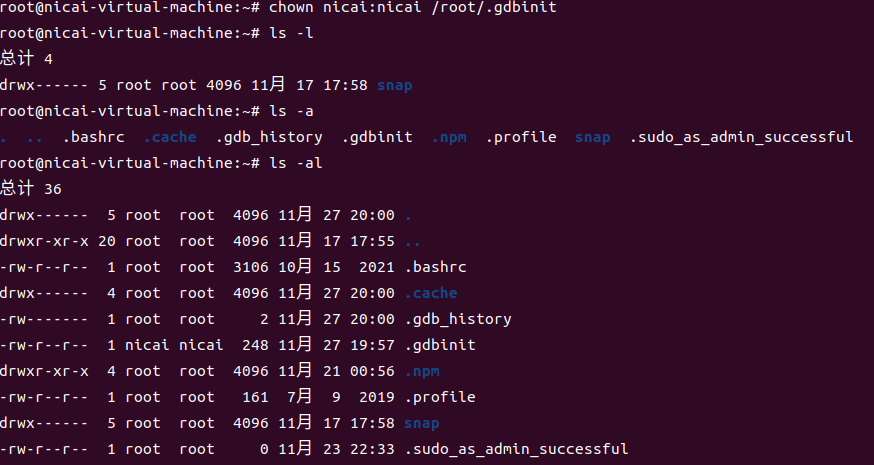 root@nicai-virtual-machine:~# chown nicai:nicai /root/.gdbinit
root@nicai-virtual-machine:~# ls -l
总计 4
drwx------ 5 root root 4096 11月 17 17:58 snap
root@nicai-virtual-machine:~# ls -a
.  ..  .bashrc  .cache  .gdb_history  .gdbinit  .npm  .profile  snap  .sudo_as_admin_successful
root@nicai-virtual-machine:~# ls -al
总计 36
drwx------  5 root  root  4096 11月 27 20:00 .
drwxr-xr-x 20 root  root  4096 11月 17 17:55 ..
-rw-r--r--  1 root  root  3106 10月 15  2021 .bashrc
drwx------  4 root  root  4096 11月 27 20:00 .cache
-rw-------  1 root  root     2 11月 27 20:00 .gdb_history
-rw-r--r--  1 nicai nicai  248 11月 27 19:57 .gdbinit
drwxr-xr-x  4 root  root  4096 11月 21 00:56 .npm
-rw-r--r--  1 root  root   161  7月  9  2019 .profile
drwx------  5 root  root  4096 11月 17 17:58 snap
-rw-r--r--  1 root  root     0 11月 23 22:33 .sudo_as_admin_successful